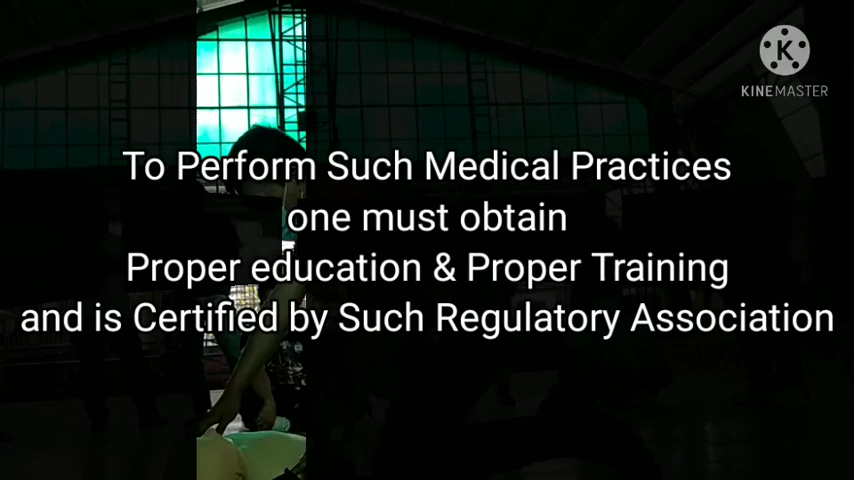 K
KINEMASTER
To Perform Such Medical Practices
one must obtain
Proper education & Proper Training
and is Certified by Such Regulatory Association